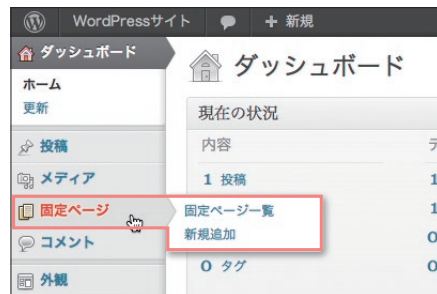 WordPressサイト + 新規
ダッシュボード
ホーム
更新
投稿
メディア
固定ページ
コメント
外観
ダッシュボード
現在の状況
内容
1 投稿
固定ページ一覧
新規追加
0 タグ
1
1
0
0